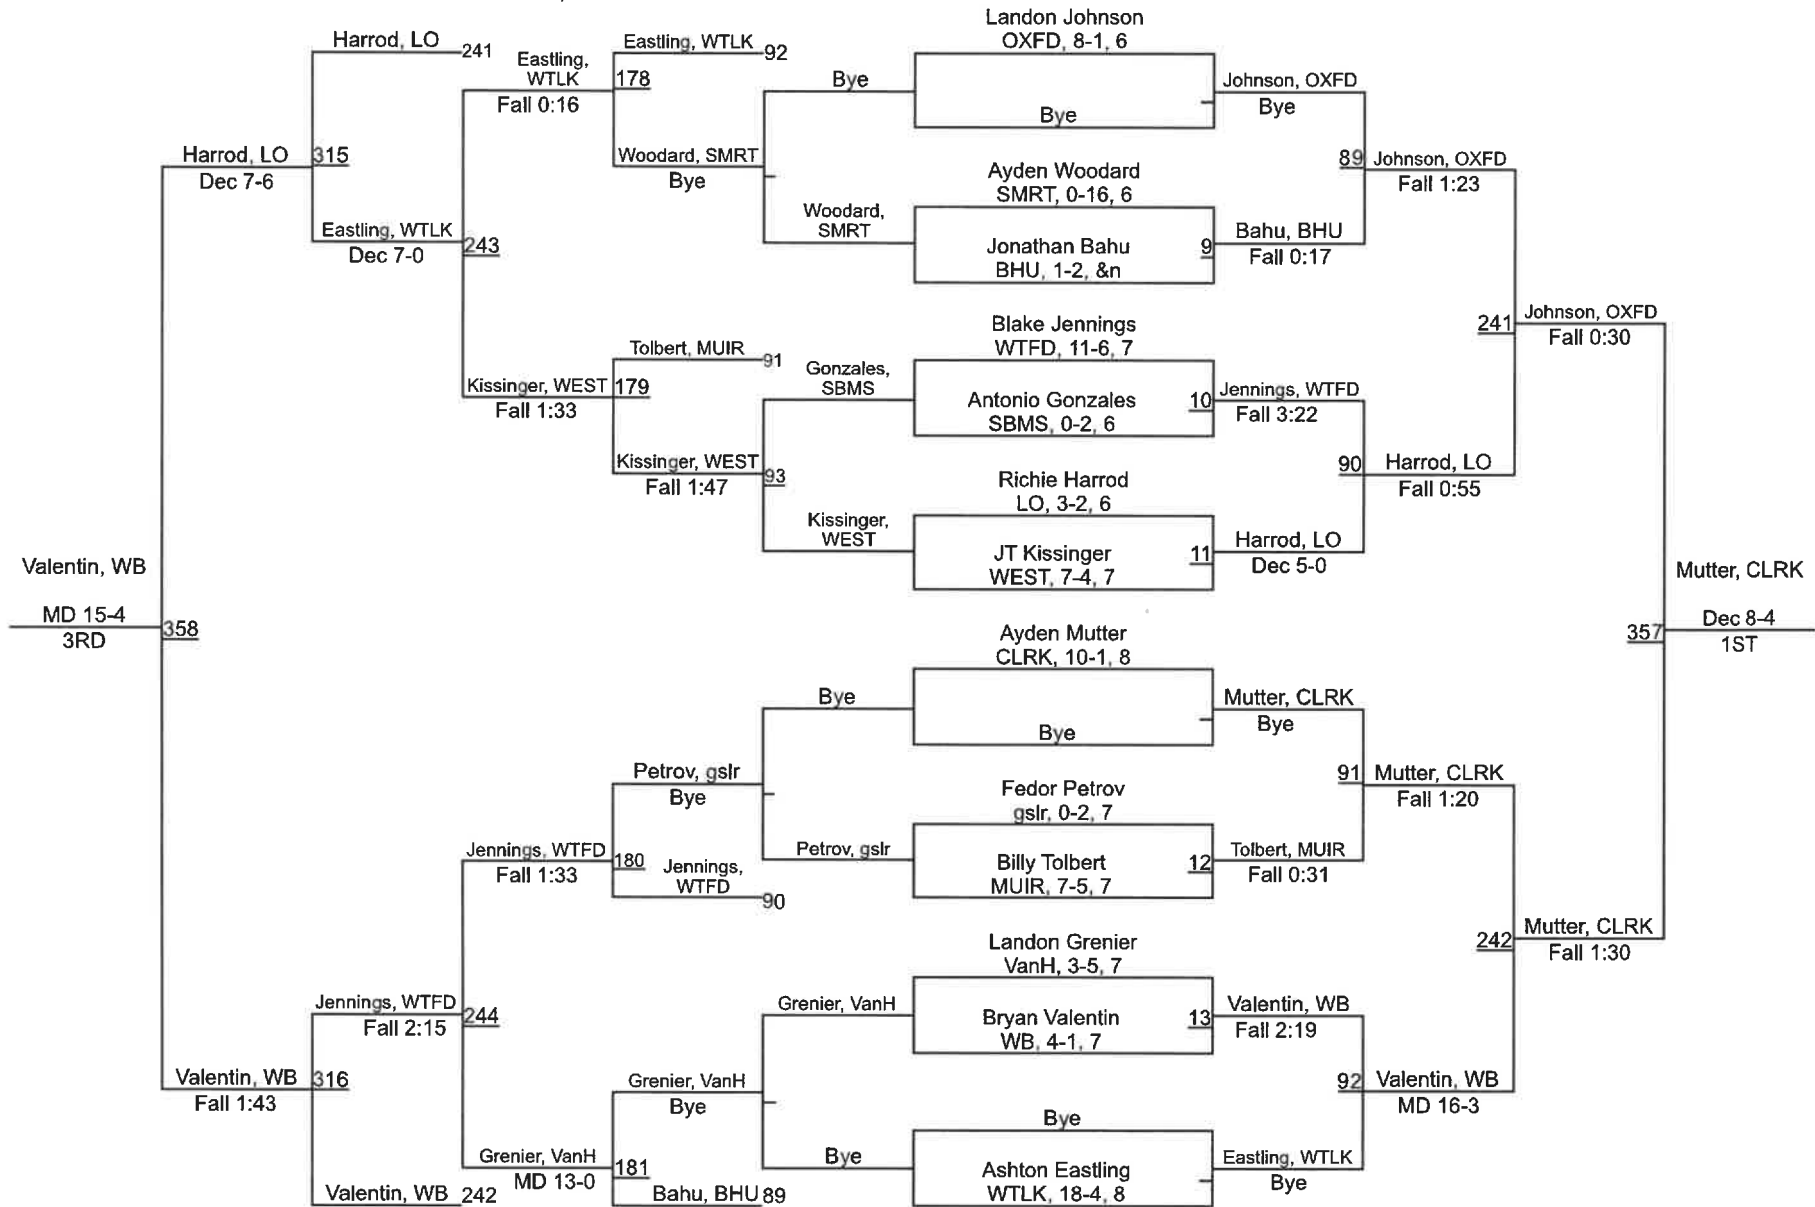 Harrod, LO
241
Harrod, LO
315
Dec 7-6
Eastling, WTLK
243
Dec 7-0
Eastling,
WTLK
178
Fall 0:16
Eastling, WTLK
92
Woodard, SMRT
Bye
Bye
Woodard,
SMRT
Kissinger, WEST
179
Fall 1:33
Tolbert, MUIR
91
Kissinger, WEST
93
Fall 1:47
Gonzales,
SBMS
Kissinger,
WEST
Valentin, WB
MD 15-4
358
3RD
Valentin, WB
316
Fall 1:43
Jennings, WTFD
244
Fall 2:15
Valentin, WB
242
Jennings, WTFD
180
Fall 1:33
Petrov, gslr
Bye
Jennings,
WTFD
90
Bye
Petrov, gslr
Grenier, VanH
181
MD 13-0
Grenier, VanH
Bye
Bahu, BHU
89
Grenier, VanH
Bye
Landon Johnson
OXFD, 8-1, 6
Bye
Ayden Woodard
SMRT, 0-16, 6
Jonathan Bahu
9
BHU, 1-2, &n
Blake Jennings
WTFD, 11-6, 7
Antonio Gonzales
10
SBMS, 0-2, 6
Richie Harrod
LO, 3-2, 6
JT Kissinger
11
WEST, 7-4, 7
Ayden Mutter
CLRK, 10-1, 8
Bye
Fedor Petrov
gslr, 0-2, 7
Billy Tolbert
12
MUIR, 7-5, 7
Landon Grenier
VanH, 3-5, 7
Bryan Valentin
13
WB, 4-1, 7
Bye
Ashton Eastling
WTLK, 18-4, 8
Johnson, OXFD
Bye
89
Johnson, OXFD
Fall 1:23
Bahu, BHU
Fall 0:17
241
Johnson, OXFD
Fall 0:30
Jennings, WTFD
Fall 3:22
90
Harrod, LO
Fall 0:55
Harrod, LO
Dec 5-0
Mutter, CLRK
Dec 8-4
357
1ST
Mutter, CLRK
Bye
91
Mutter, CLRK
Fall 1:20
Tolbert, MUIR
Fall 0:31
242
Mutter, CLRK
Fall 1:30
Valentin, WB
Fall 2:19
92
Valentin, WB
MD 16-3
Eastling, WTLK
Bye